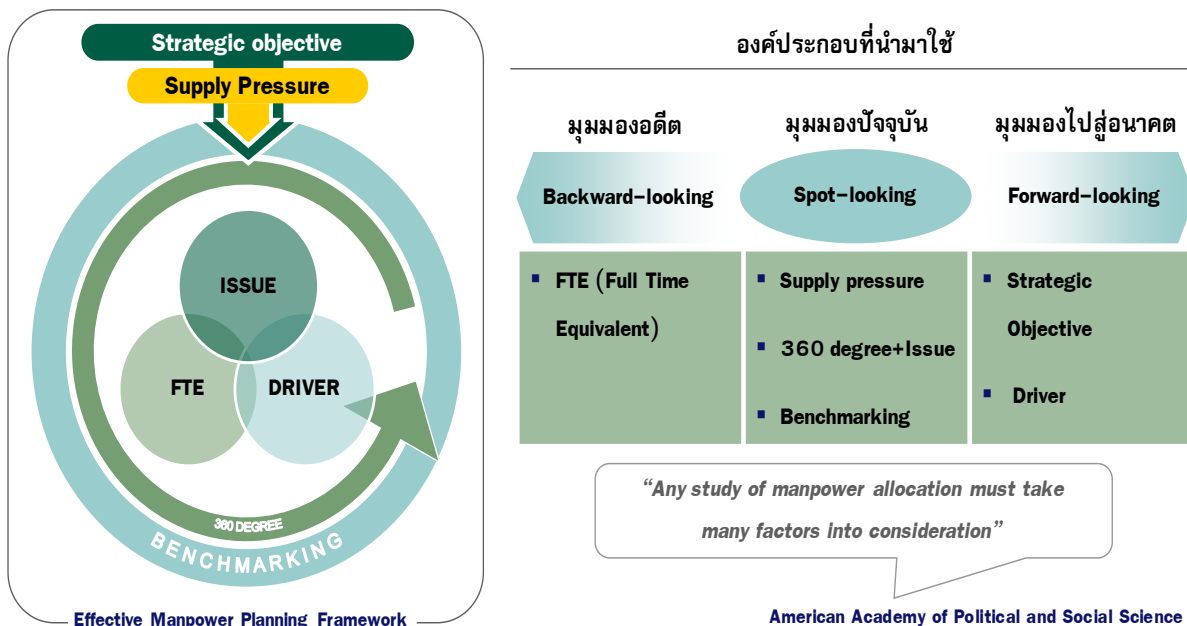 Strategic objective
Supply Pressure
ISSUE
FTE
DRIVER
360 DEGREE
BENCHMARKING
Effective Manpower Planning Framework
องค์ประกอบที่นำมาใช้
มุมมองอดีต
มุมมองปัจจุบัน
มุมมองไปสู่อนาคต
Backward-looking
Spot-looking
Forward-looking
▪ FTE (Full Time
Equivalent)
▪ Supply pressure
▪ 360 degree+Issue
▪ Benchmarking
▪ Strategic
Objective
▪ Driver
“Any study of manpower allocation must take
many factors into consideration”
American Academy of Political and Social Science